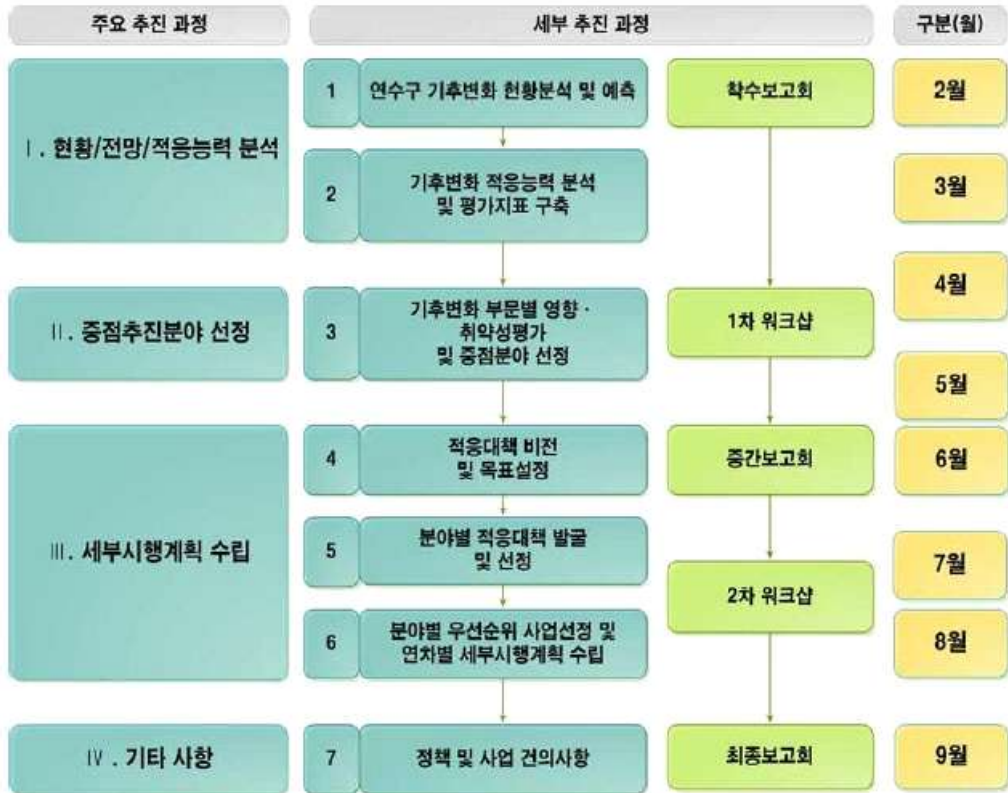 주요 추진 과정
세부 추진 과정
구분(월)
Ⅰ. 현황/전망/적응능력 분석
1
연수구 기후변화 현황분석 및 예측
착수보고회
2월
2
기후변화 적응능력 분석
및 평가지표 구축
3월
4월
Ⅱ. 중점추진분야 선정
3
기후변화 부문별 영향·
취약성평가
및 중점분야 선정
1차 워크샵
5월
Ⅲ. 세부시행계획 수립
4
적응대책 비전
및 목표설정
중간보고회
6월
5
분야별 적응대책 발굴
및 선정
7월
2차 워크샵
6
분야별 우선순위 사업선정 및
연차별 세부시행계획 수립
8월
Ⅳ. 기타 사항
7
정책 및 사업 건의사항
최종보고회
9월